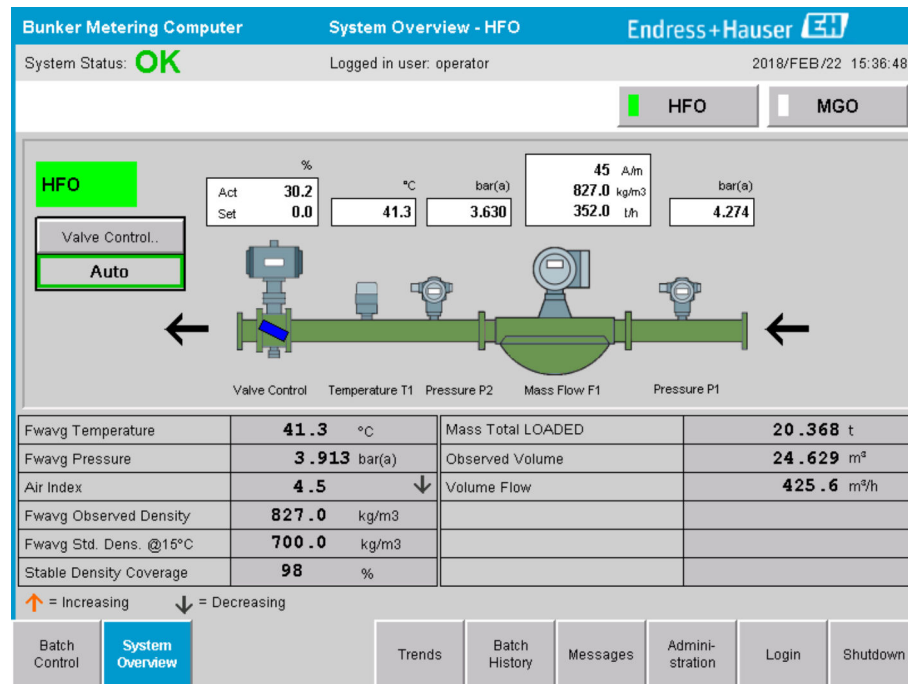 Bunker Metering Computer System Overview - HFO Endress+Hauser EH
System Status: OK Logged in user: operator 2018/FEB/22 15:36:48
HFO MGO
HFO
Valve Control..
Auto
%
Act 30.2
Set 0.0
°C
41.3
bar(a)
3.630
45 A/m
827.0 kg/m3
352.0 t/h
bar(a)
4.274
Valve Control Temperature T1 Pressure P2 Mass Flow F1 Pressure P1
Fwavg Temperature 41.3 °C Mass Total LOADED 20.368 t
Fwavg Pressure 3.913 bar(a) Observed Volume 24.629 m³
Air Index 4.5 Volume Flow 425.6 m³/h
Fwavg Observed Density 827.0 kg/m3
Fwavg Std. Dens. @15°C 700.0 kg/m3
Stable Density Coverage 98 %
= Increasing = Decreasing
Batch Control System Overview Trends Batch History Messages Admini-stration Login Shutdown